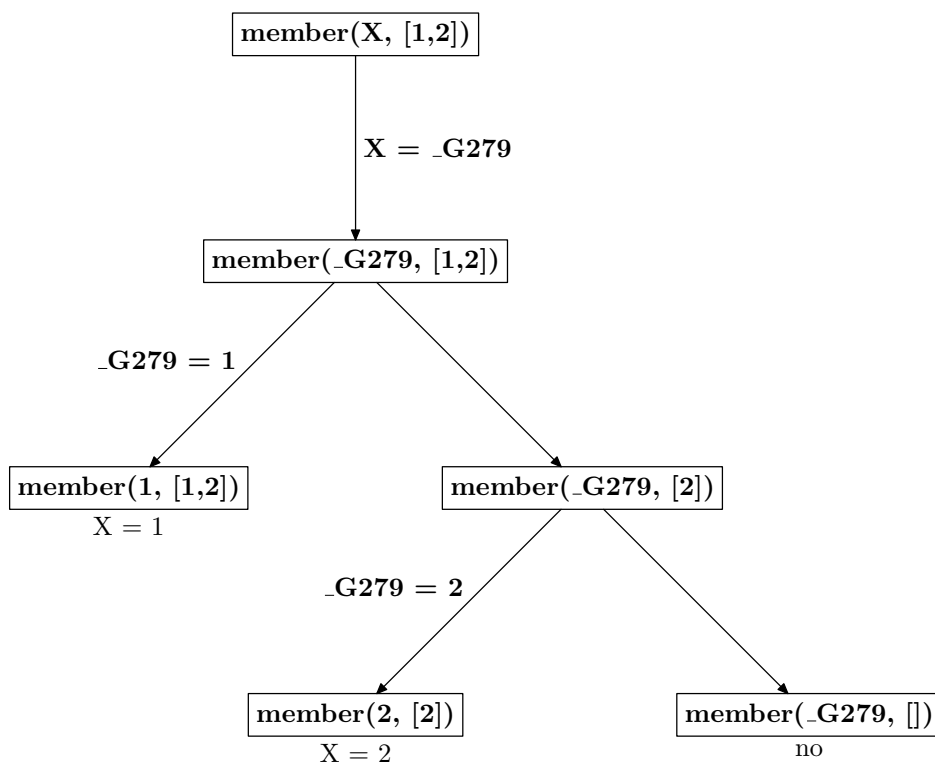 member(X, [1,2])
X = _G279
member(_G279, [1,2])
_G279 = 1
member(1, [1,2])
X = 1
member(_G279, [2])
_G279 = 2
member(2, [2])
X = 2
member(_G279, [])
no